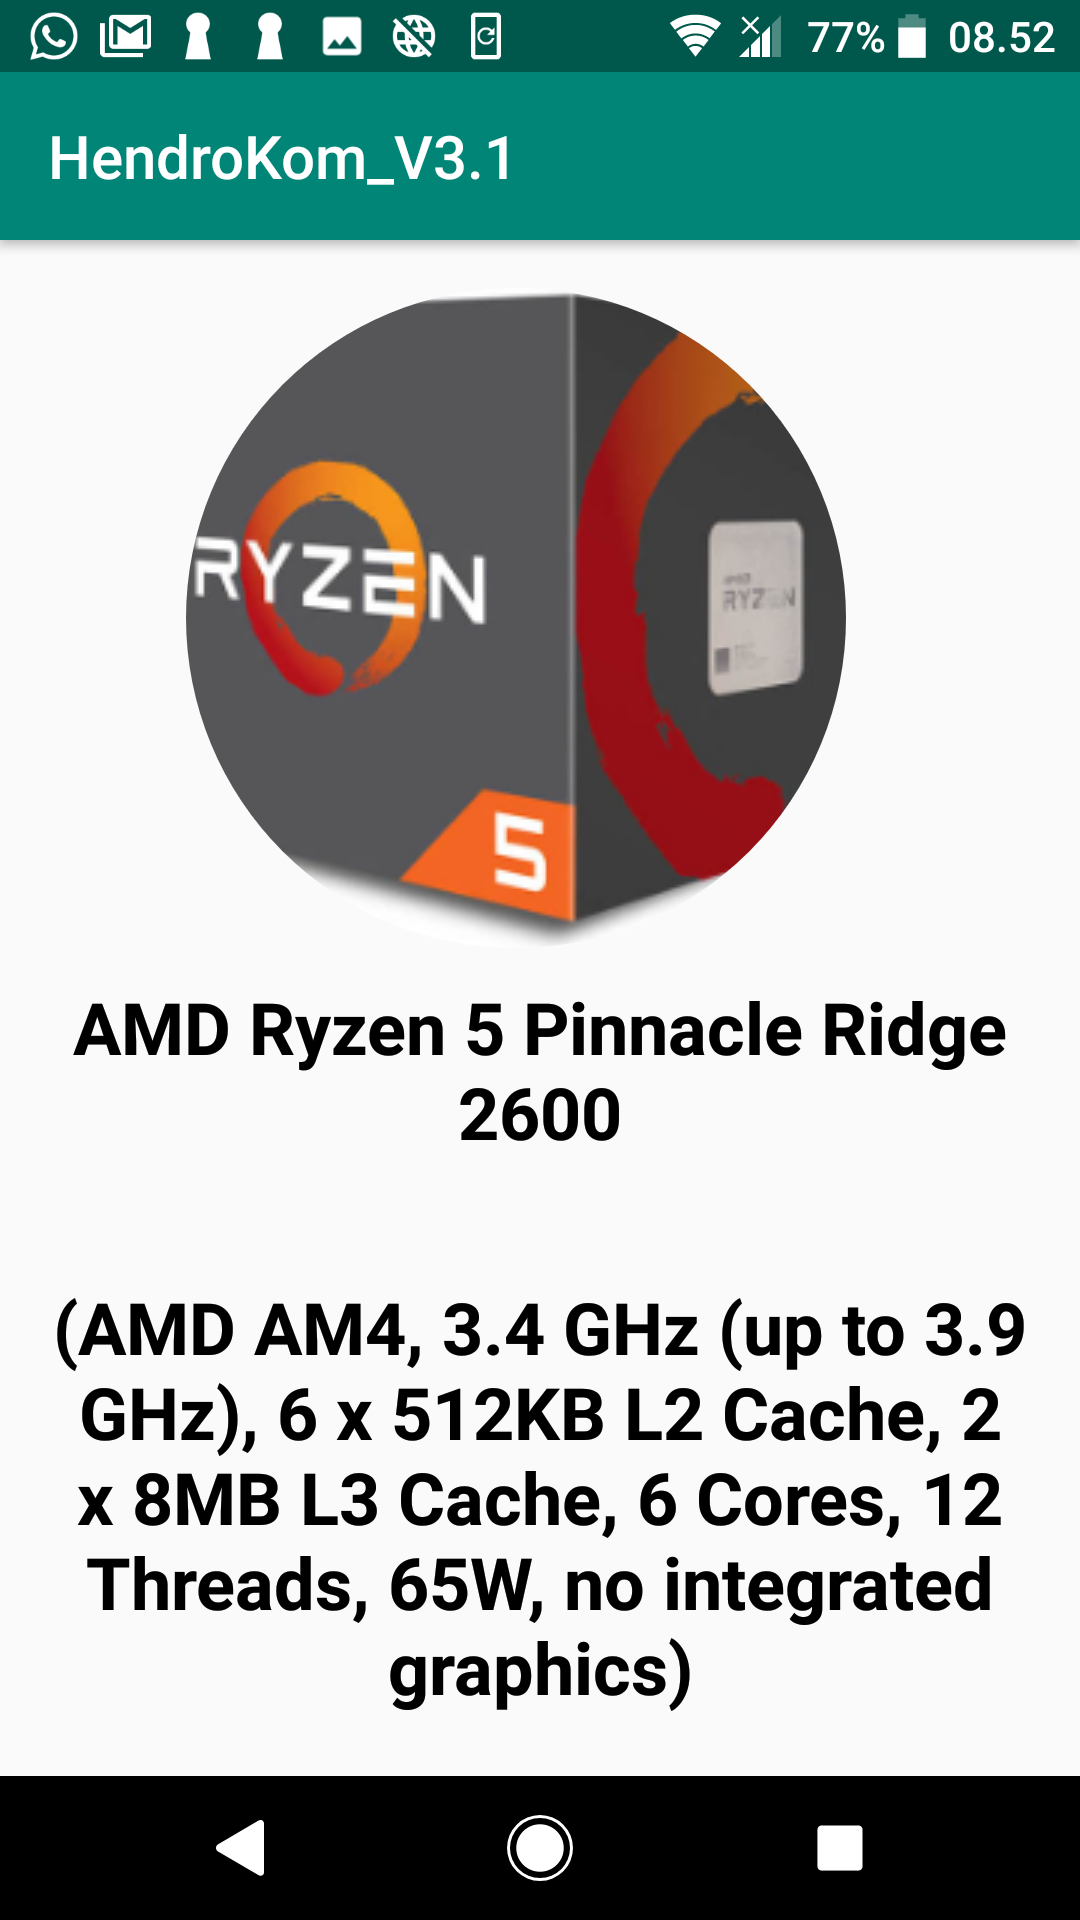 77% 08.52
HendroKom_V3.1
RYZEN
RYZEN
5
AMD Ryzen 5 Pinnacle Ridge
2600
(AMD AM4, 3.4 GHz (up to 3.9
GHz), 6 x 512KB L2 Cache, 2
x 8MB L3 Cache, 6 Cores, 12
Threads, 65W, no integrated
graphics)